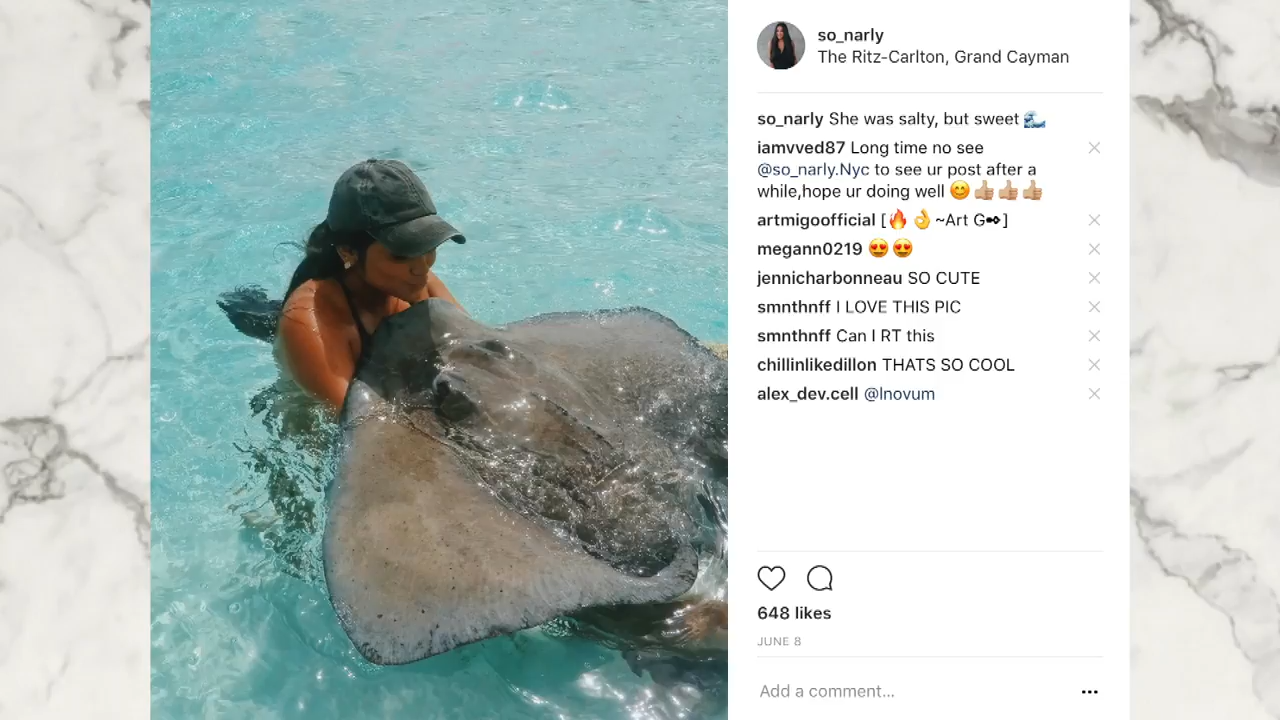 so_narly
The Ritz-Carlton, Grand Cayman
so_narly She was salty, but sweet 🌊
iamvved87 Long time no see
@so_narly.Nyc to see ur post after a
while,hope ur doing well 😊👍🏼👍🏼👍🏼
artmigoofficial [🔥👌~Art G✒]
megann0219 😍😍
jennicharbonneau SO CUTE
smnthnff I LOVE THIS PIC
smnthnff Can I RT this
chillinlikedillon THATS SO COOL
alex_dev.cell @lnovum
648 likes
JUNE 8
Add a comment...